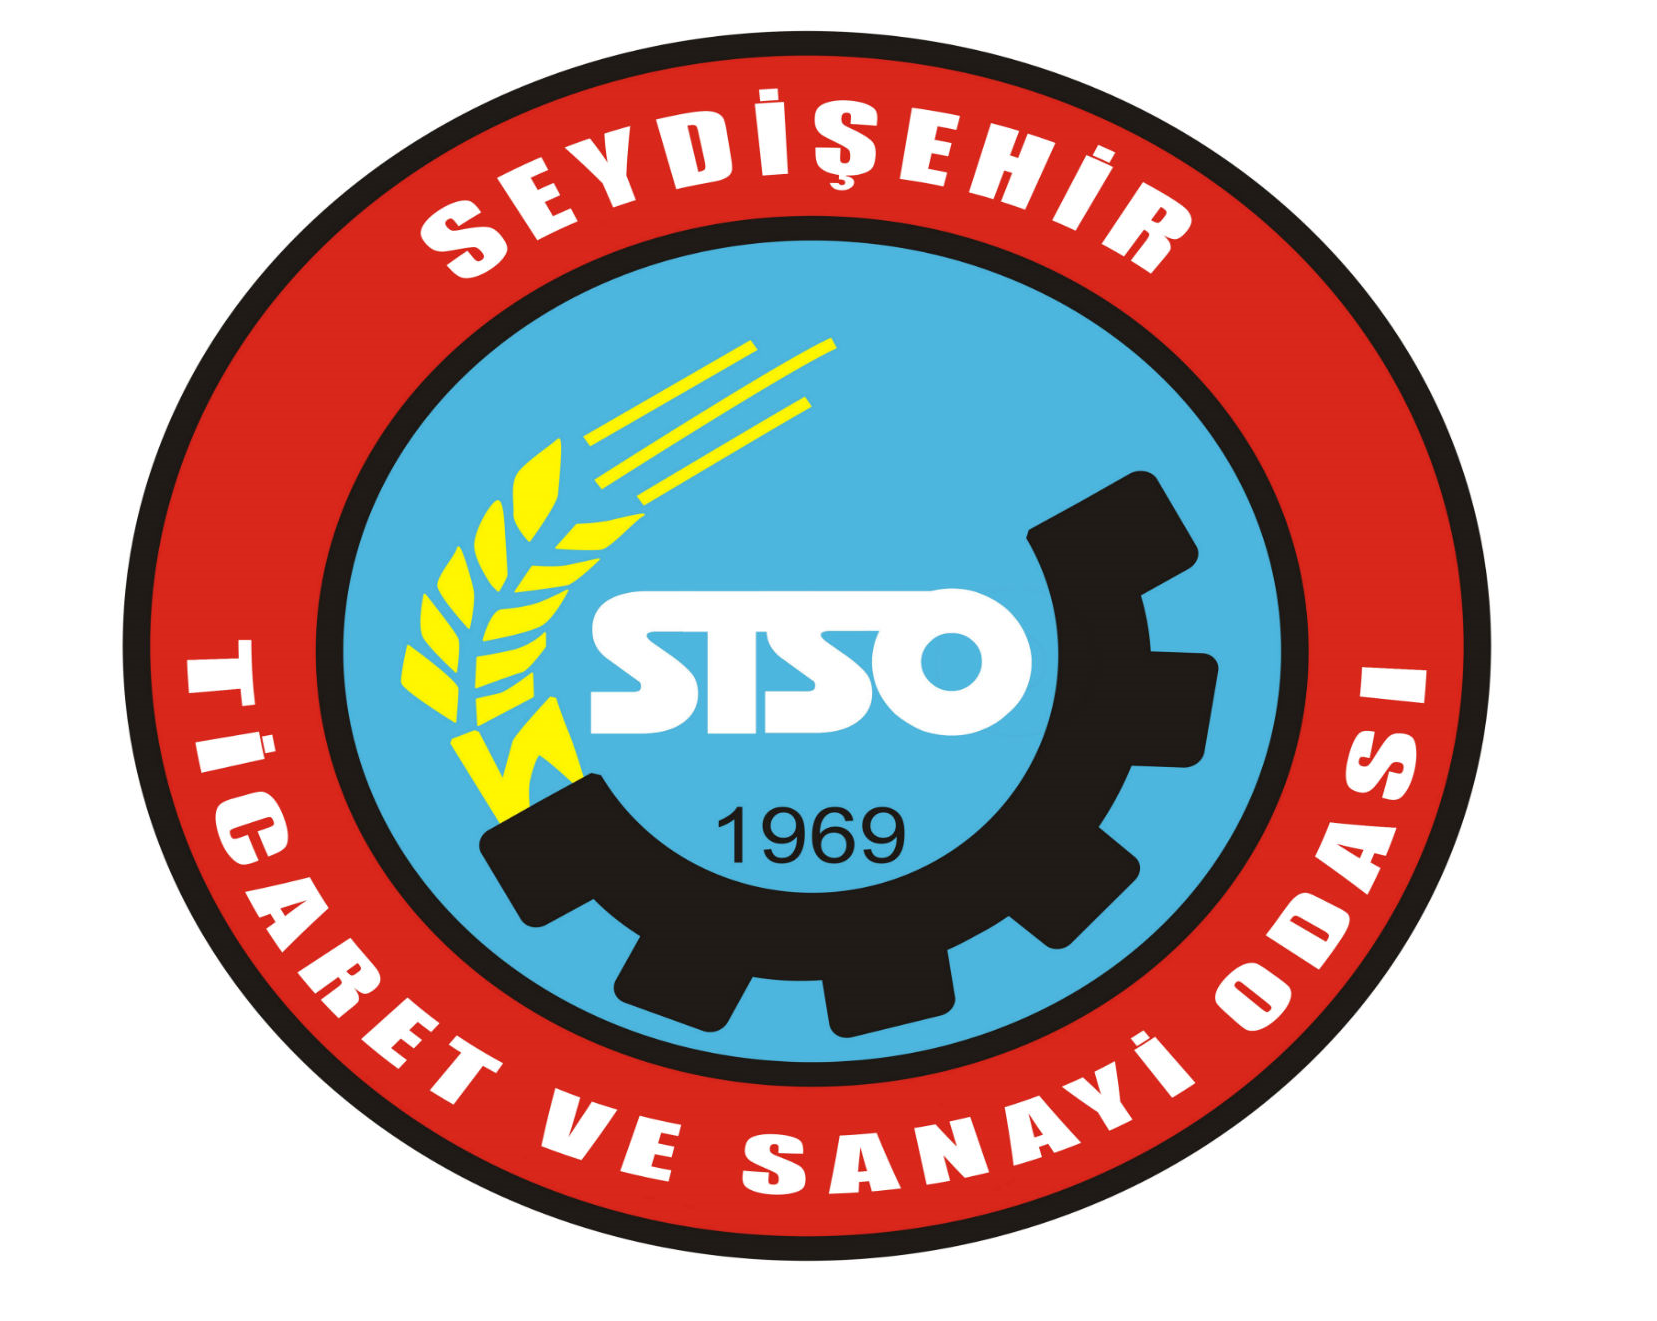 SEYDİŞEHİR
TİCARET VE SANAYİ ODASI
STSO
1969